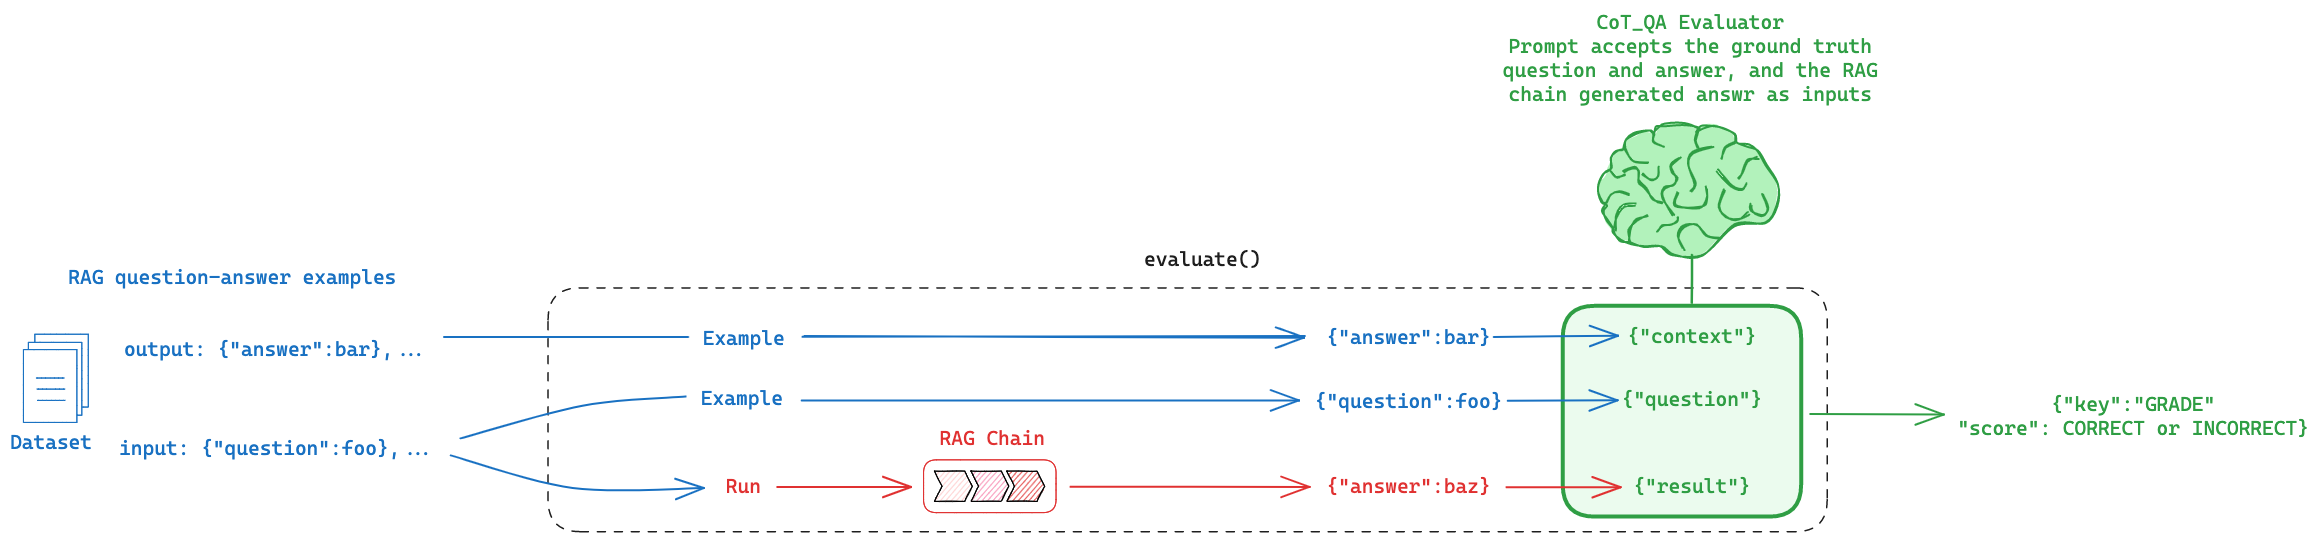 CoT_QA Evaluator
Prompt accepts the ground truth
question and answer, and the RAG
chain generated answr as inputs
evaluate()
RAG question-answer examples
output: {"answer":bar}, ...
Example
{"answer":bar}
{"context"}
Example
{"question":foo}
{"question"}
{"key":"GRADE"
"score": CORRECT or INCORRECT}
Dataset
input: {"question":foo}, ...
RAG Chain
Run
{"answer":baz}
{"result"}